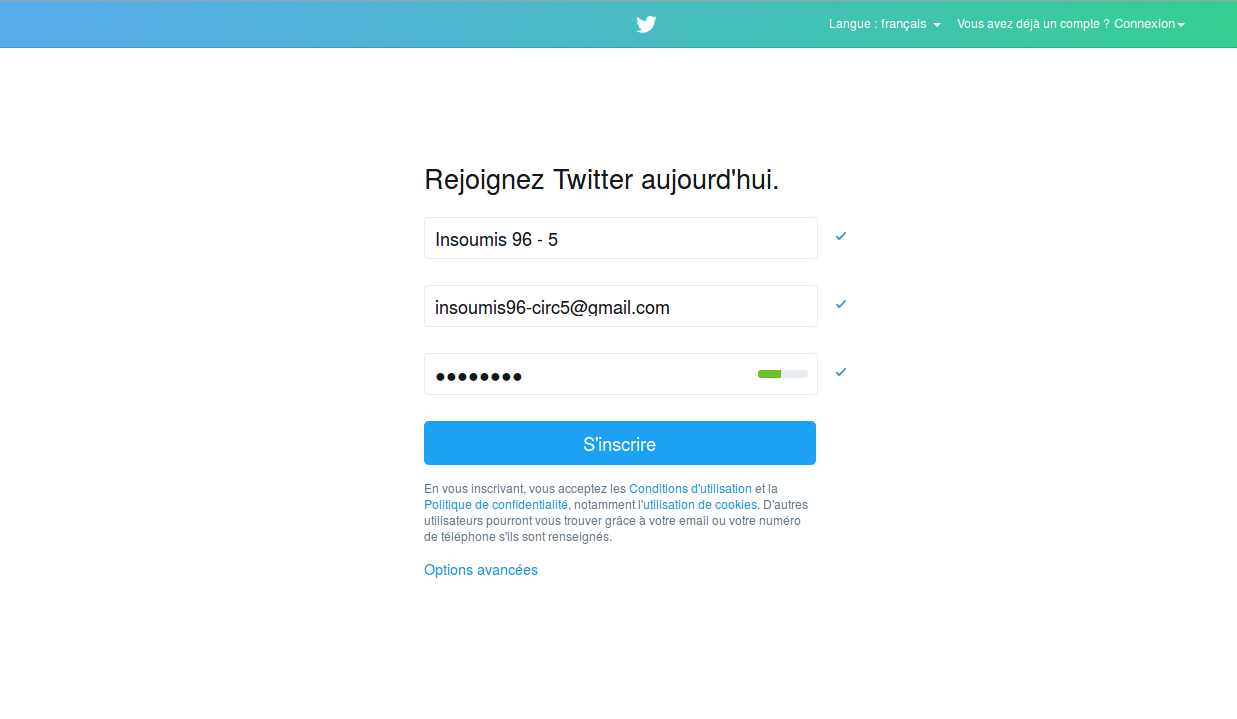 Langue : français Vous avez déjà un compte ? Connexion
Rejoignez Twitter aujourd'hui.
Insoumis 96 - 5
insoumis96-circ5@gmail.com
●●●●●●●●
S'inscrire
En vous inscrivant, vous acceptez les Conditions d'utilisation et la
Politique de confidentialité, notamment l'utilisation de cookies. D'autres
utilisateurs pourront vous trouver grâce à votre email ou votre numéro
de téléphone s'ils sont renseignés.
Options avancées